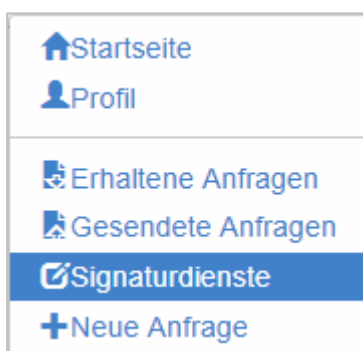 Startseite
Profil
Erhaltene Anfragen
Gesendete Anfragen
Signaturdienste
Neue Anfrage